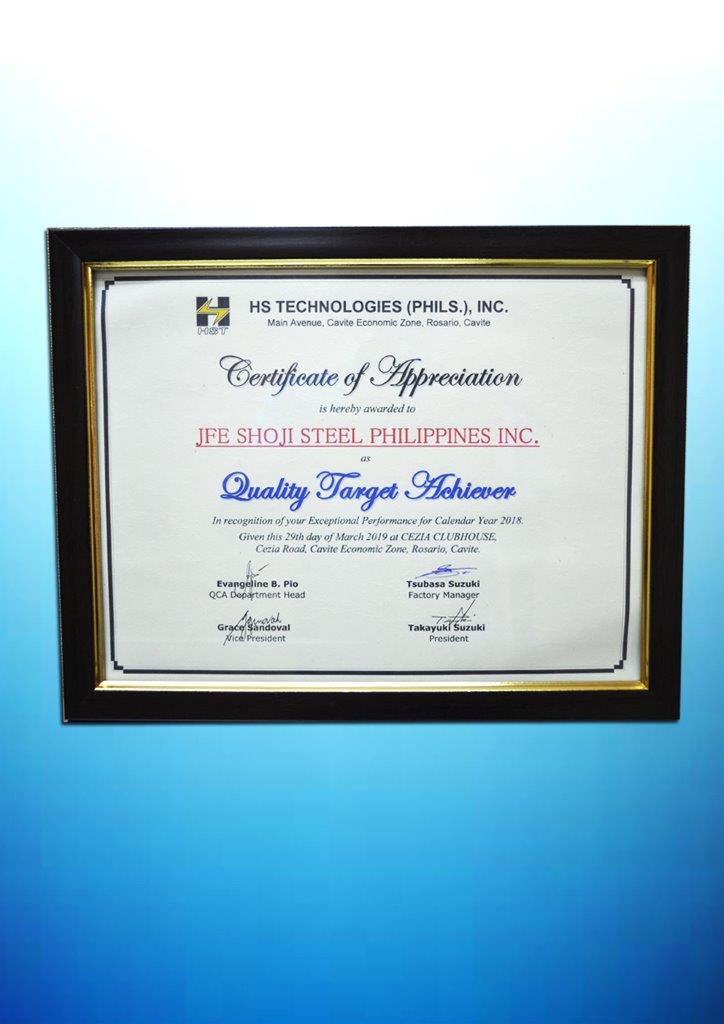 HS TECHNOLOGIES (PHILS.), INC.
HST
Main Avenue, Cavite Economic Zone, Rosario, Cavite
Certificate of Appreciation
is hereby awarded to
JFE SHOJI STEEL PHILIPPINES INC.
as
Quality Target Achiever
In recognition of your Exceptional Performance for Calendar Year 2018.
Given this 29th day of March 2019 at CEZIA CLUBHOUSE,
Cezia Road, Cavite Economic Zone, Rosario, Cavite.
Evangeline B. Pio
QCA Department Head
Tsubasa Suzuki
Factory Manager
Grace Sandoval
Vice President
Takayuki Suzuki
President